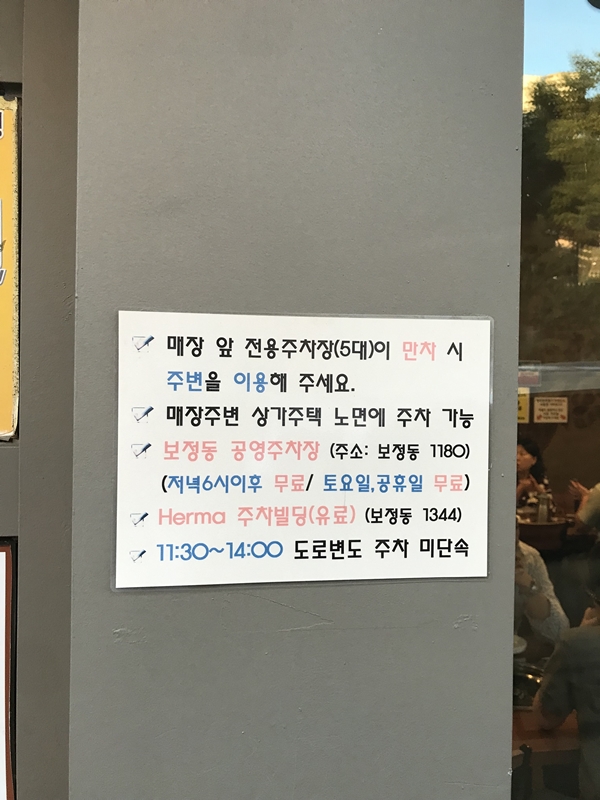 매장 앞 전용주차장(5대)이 만차 시
주변을 이용해 주세요.
매장주변 상가주택 노면에 주차 가능
보정동 공영주차장 (주소: 보정동 1180)
(저녁6시이후 무료/ 토요일,공휴일 무료)
Herma 주차빌딩(유료) (보정동 1344)
11:30~14:00 도로변도 주차 미단속